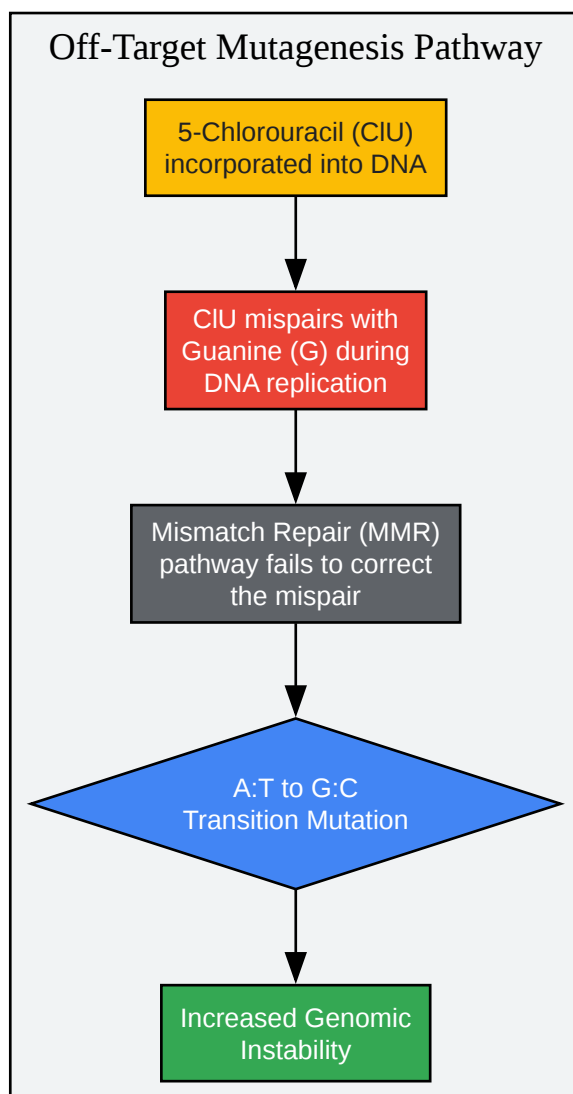 Off-Target Mutagenesis Pathway
5-Chlorouracil (ClU)
incorporated into DNA
ClU mispairs with
Guanine (G) during
DNA replication
Mismatch Repair (MMR)
pathway fails to correct
the mispair
A:T to G:C
Transition Mutation
Increased Genomic
Instability